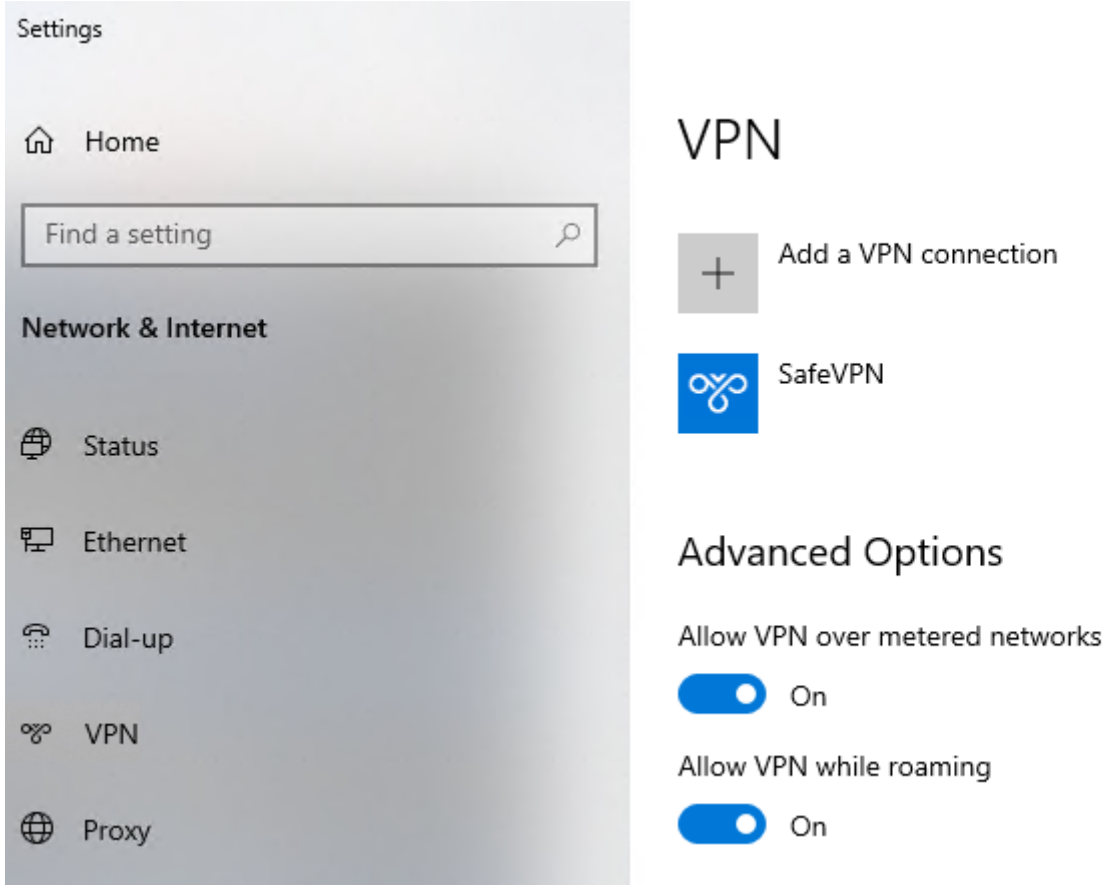 Settings
Home
Find a setting
Network & Internet
Status
Ethernet
Dial-up
VPN
Proxy
VPN
Add a VPN connection
SafeVPN
Advanced Options
Allow VPN over metered networks
On
Allow VPN while roaming
On